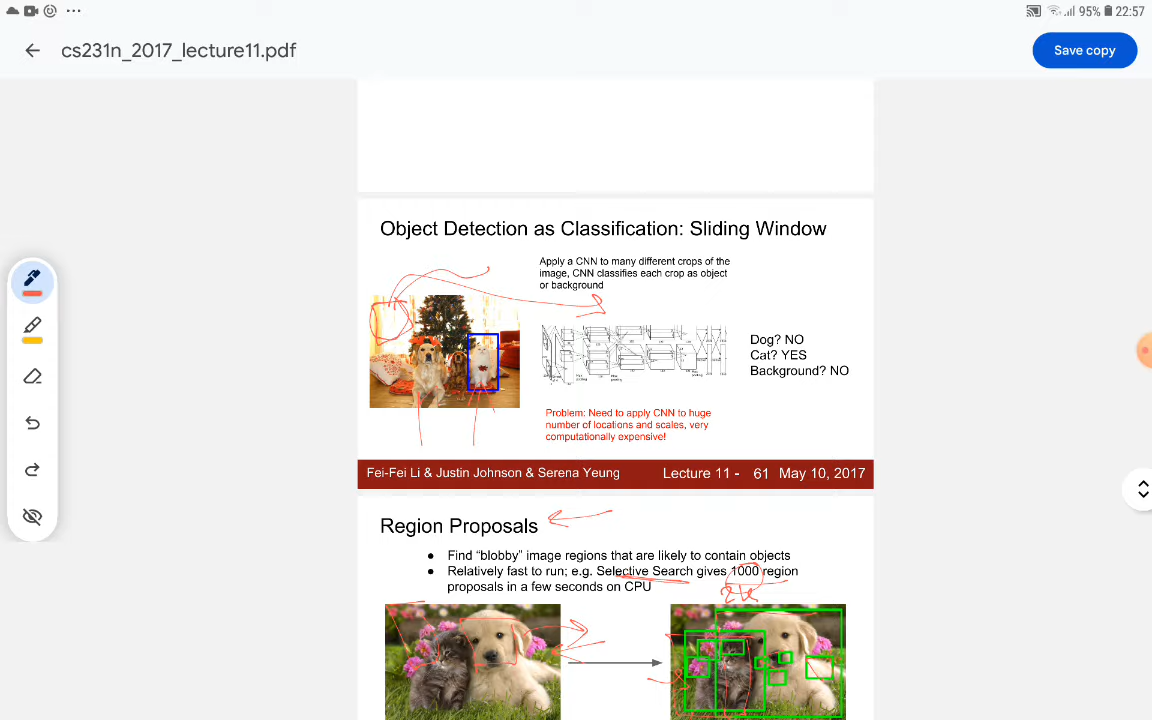 95% 22:57
cs231n_2017_lecture11.pdf
Save copy
Object Detection as Classification: Sliding Window
Apply a CNN to many different crops of the
image, CNN classifies each crop as object
or background
Dog? NO
Cat? YES
Background? NO
Problem: Need to apply CNN to huge
number of locations and scales, very
computationally expensive!
Fei-Fei Li & Justin Johnson & Serena Yeung Lecture 11 - 61 May 10, 2017
Region Proposals
● Find “blobby” image regions that are likely to contain objects
● Relatively fast to run; e.g. Selective Search gives 1000 region
proposals in a few seconds on CPU